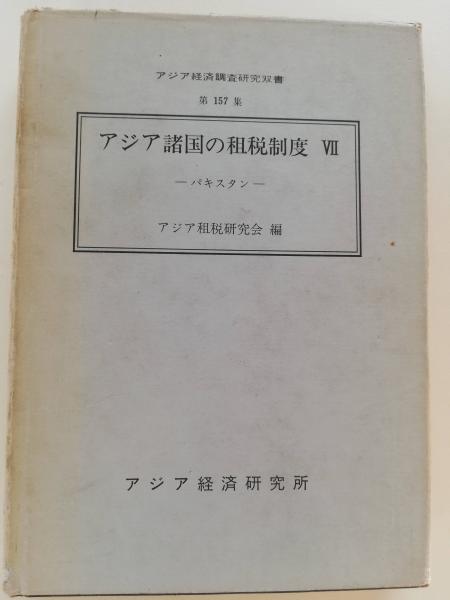 アジア経済調査研究双書
第 157 集
アジア諸国の租税制度 Ⅶ
―パキスタン―
アジア租税研究会 編
アジア経済研究所